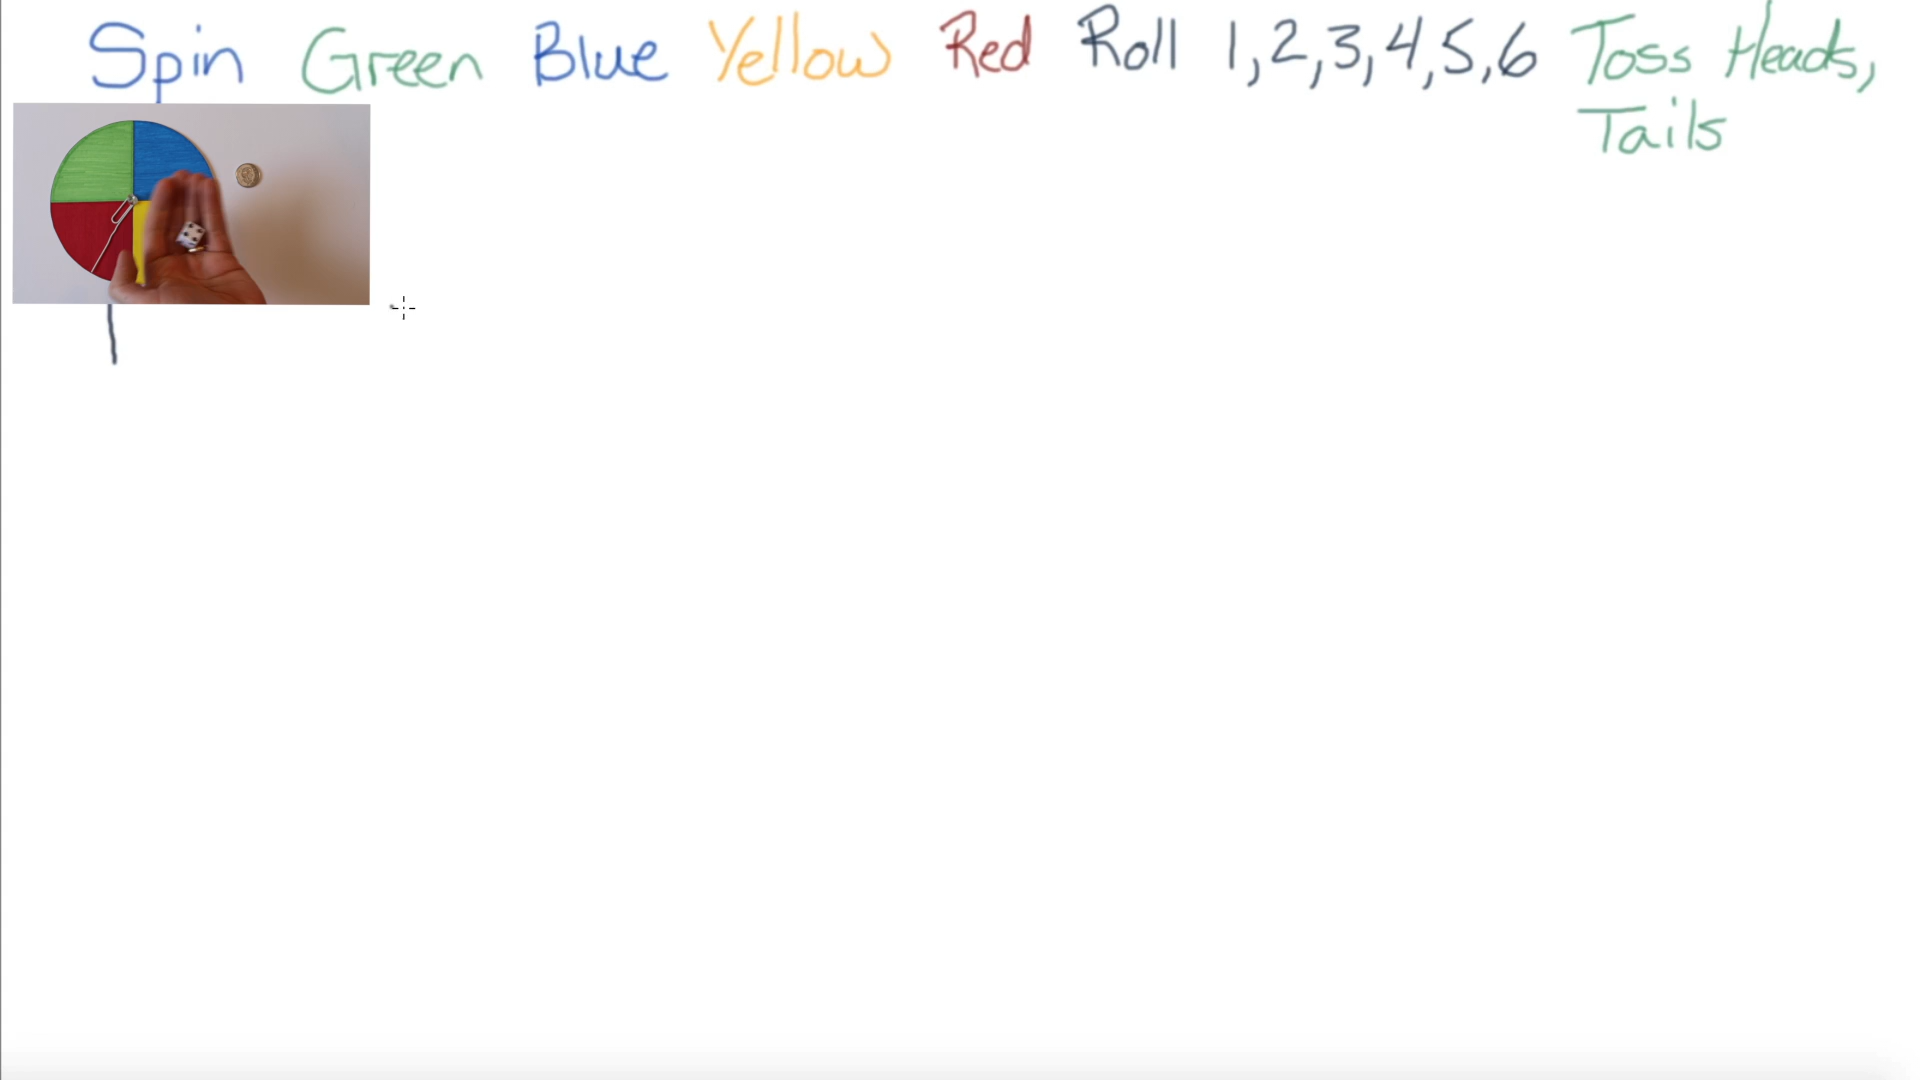 Spin Green Blue Yellow Red Roll 1,2,3,4,5,6 Toss Heads,
Tails